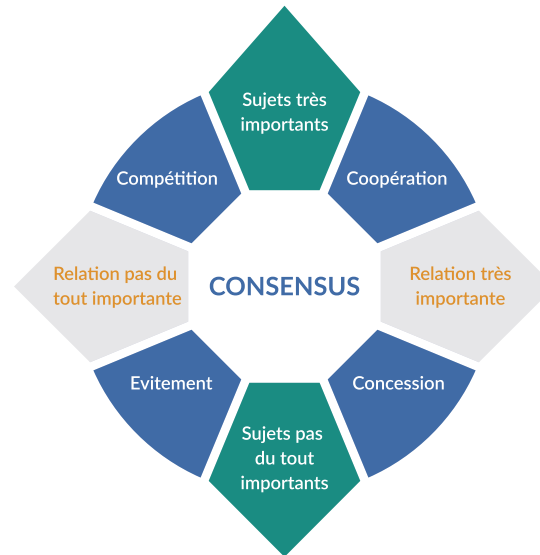 Sujets très
importants
Compétition
Coopération
Relation pas du
tout importante
CONSENSUS
Relation très
importante
Evitement
Concession
Sujets pas
du tout
importants